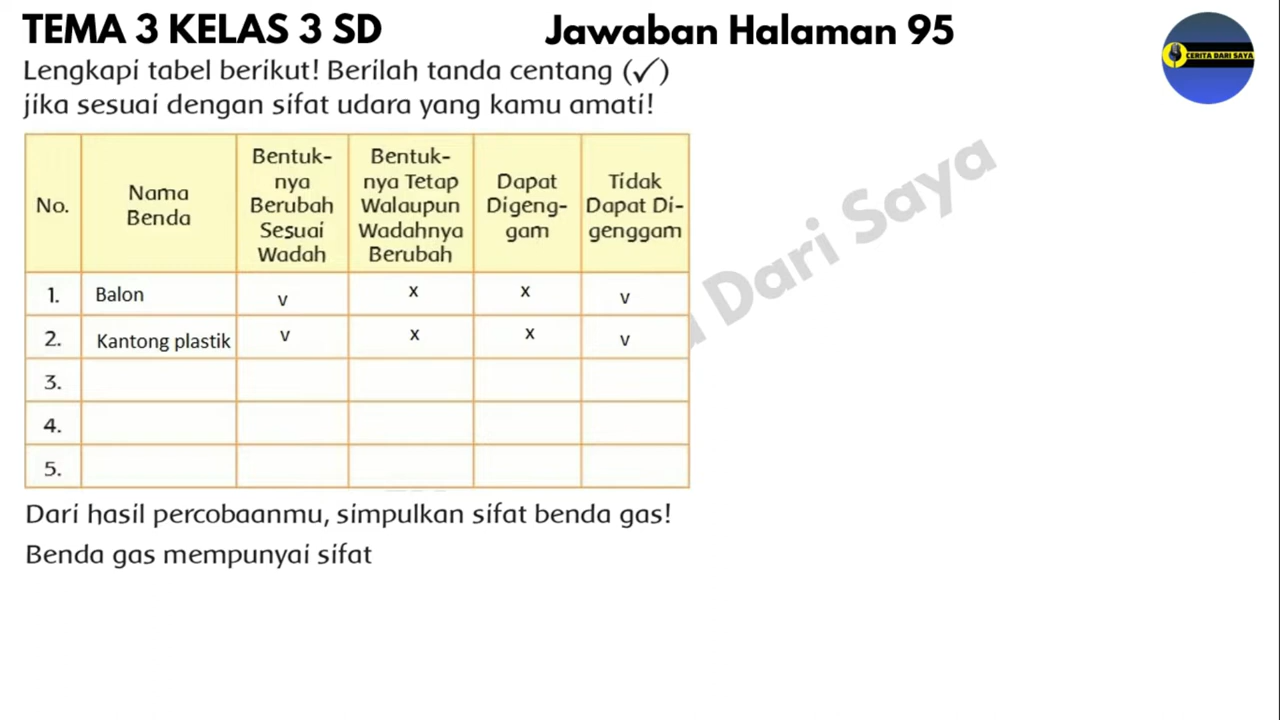 TEMA 3 KELAS 3 SD
Jawaban Halaman 95
CERITA DARI SAYA
Lengkapi tabel berikut! Berilah tanda centang (✓)
jika sesuai dengan sifat udara yang kamu amati!
No.
Nama
Benda
Bentuk-
nya
Berubah
Sesuai
Wadah
Bentuk-
nya Tetap
Walaupun
Wadahnya
Berubah
Dapat
Digeng-
gam
Tidak
Dapat Di-
genggam
1. Balon v x x v
2. Kantong plastik v x x v
3.
4.
5.
Dari Saya
Dari hasil percobaanmu, simpulkan sifat benda gas!
Benda gas mempunyai sifat